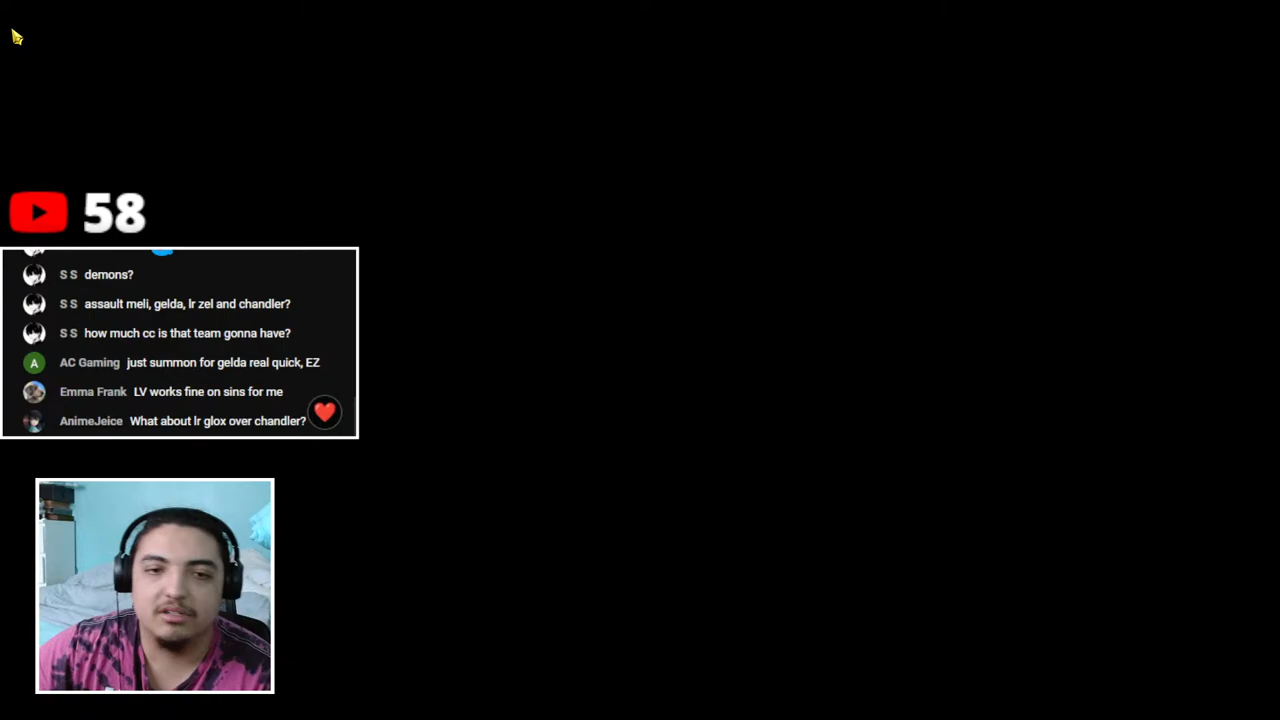 58
S S demons?
S S assault meli, gelda, lr zel and chandler?
S S how much cc is that team gonna have?
A AC Gaming just summon for gelda real quick, EZ
Emma Frank LV works fine on sins for me
AnimeJeice What about lr glox over chandler?